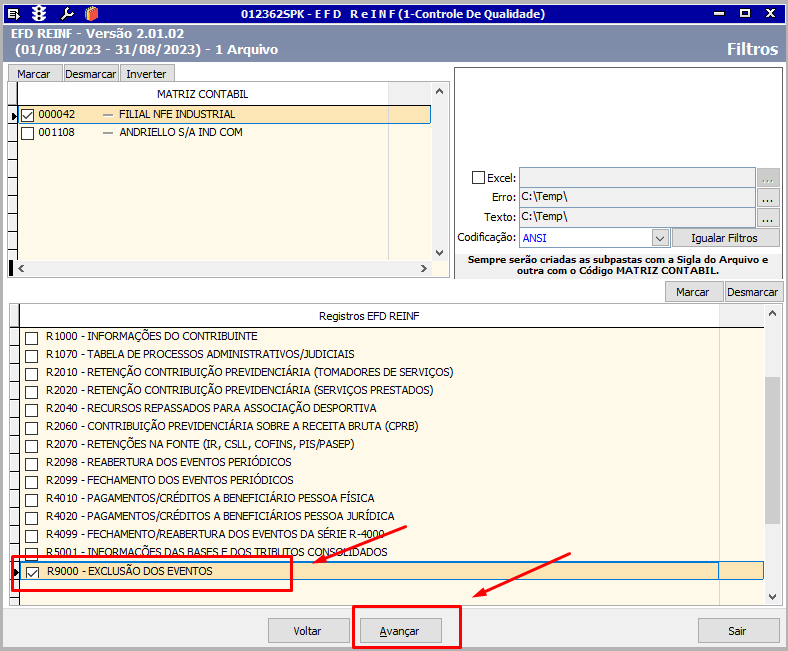 012362SPK - E F D R e I N F (1-Controle De Qualidade)
EFD REINF - Versão 2.01.02
(01/08/2023 - 31/08/2023) - 1 Arquivo
Filtros
Marcar Desmarcar Inverter
MATRIZ CONTABIL
000042 — FILIAL NFE INDUSTRIAL
001108 — ANDRIELLO S/A IND COM
Excel: ...
Erro: C:\Temp\ ...
Texto: C:\Temp\ ...
Codificação: ANSI Igualar Filtros
Sempre serão criadas as subpastas com a Sigla do Arquivo e
outra com o Código MATRIZ CONTABIL.
Marcar Desmarcar
Registros EFD REINF
R1000 - INFORMAÇÕES DO CONTRIBUINTE
R1070 - TABELA DE PROCESSOS ADMINISTRATIVOS/JUDICIAIS
R2010 - RETENÇÃO CONTRIBUIÇÃO PREVIDENCIÁRIA (TOMADORES DE SERVIÇOS)
R2020 - RETENÇÃO CONTRIBUIÇÃO PREVIDENCIÁRIA (SERVIÇOS PRESTADOS)
R2040 - RECURSOS REPASSADOS PARA ASSOCIAÇÃO DESPORTIVA
R2060 - CONTRIBUIÇÃO PREVIDENCIÁRIA SOBRE A RECEITA BRUTA (CPRB)
R2070 - RETENÇÕES NA FONTE (IR, CSLL, COFINS, PIS/PASEP)
R2098 - REABERTURA DOS EVENTOS PERIÓDICOS
R2099 - FECHAMENTO DOS EVENTOS PERIÓDICOS
R4010 - PAGAMENTOS/CRÉDITOS A BENEFICIÁRIO PESSOA FÍSICA
R4020 - PAGAMENTOS/CRÉDITOS A BENEFICIÁRIOS PESSOA JURÍDICA
R4099 - FECHAMENTO/REABERTURA DOS EVENTOS DA SÉRIE R-4000
R5001 - INFORMAÇÕES DAS BASES E DOS TRIBUTOS CONSOLIDADOS
R9000 - EXCLUSÃO DOS EVENTOS
Voltar Avançar Sair